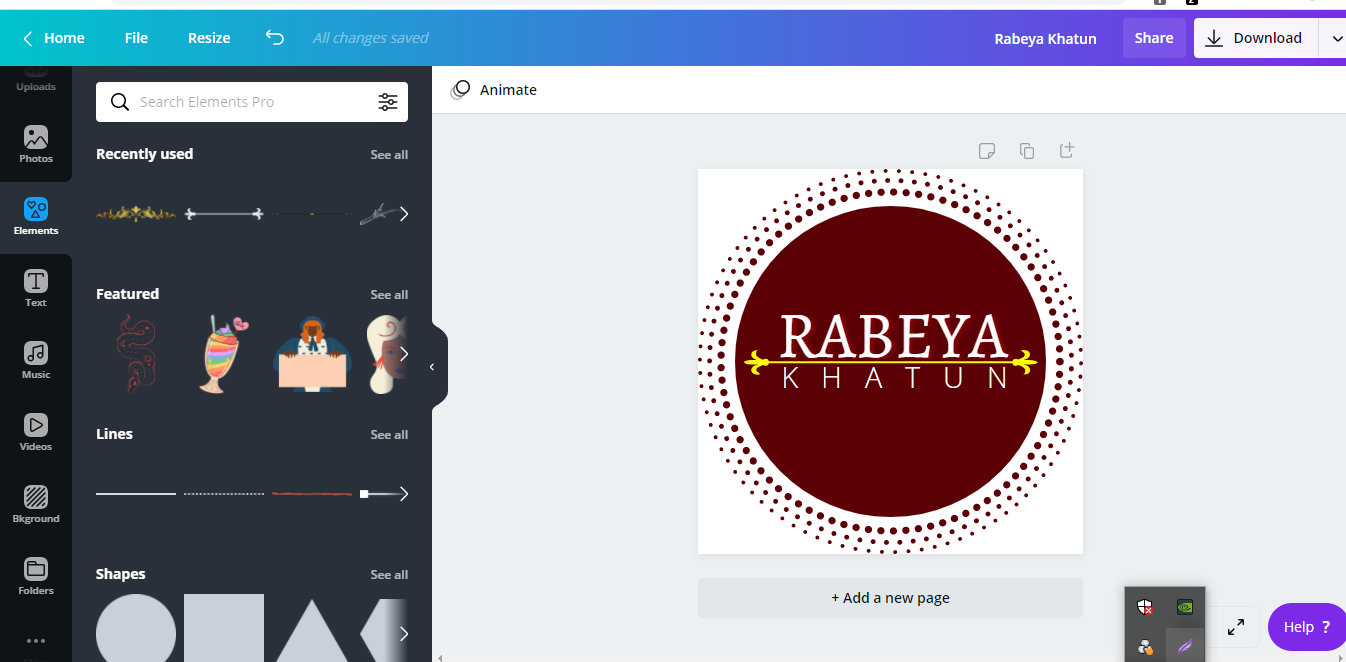 Home File Resize All changes saved Rabeya Khatun Share Download
Uploads
Photos
Elements
Text
Music
Videos
Bkground
Folders
Search Elements Pro
Recently used See all
Featured See all
Lines See all
Shapes See all
Animate
RABEYA
KHATUN
+ Add a new page
Help ?